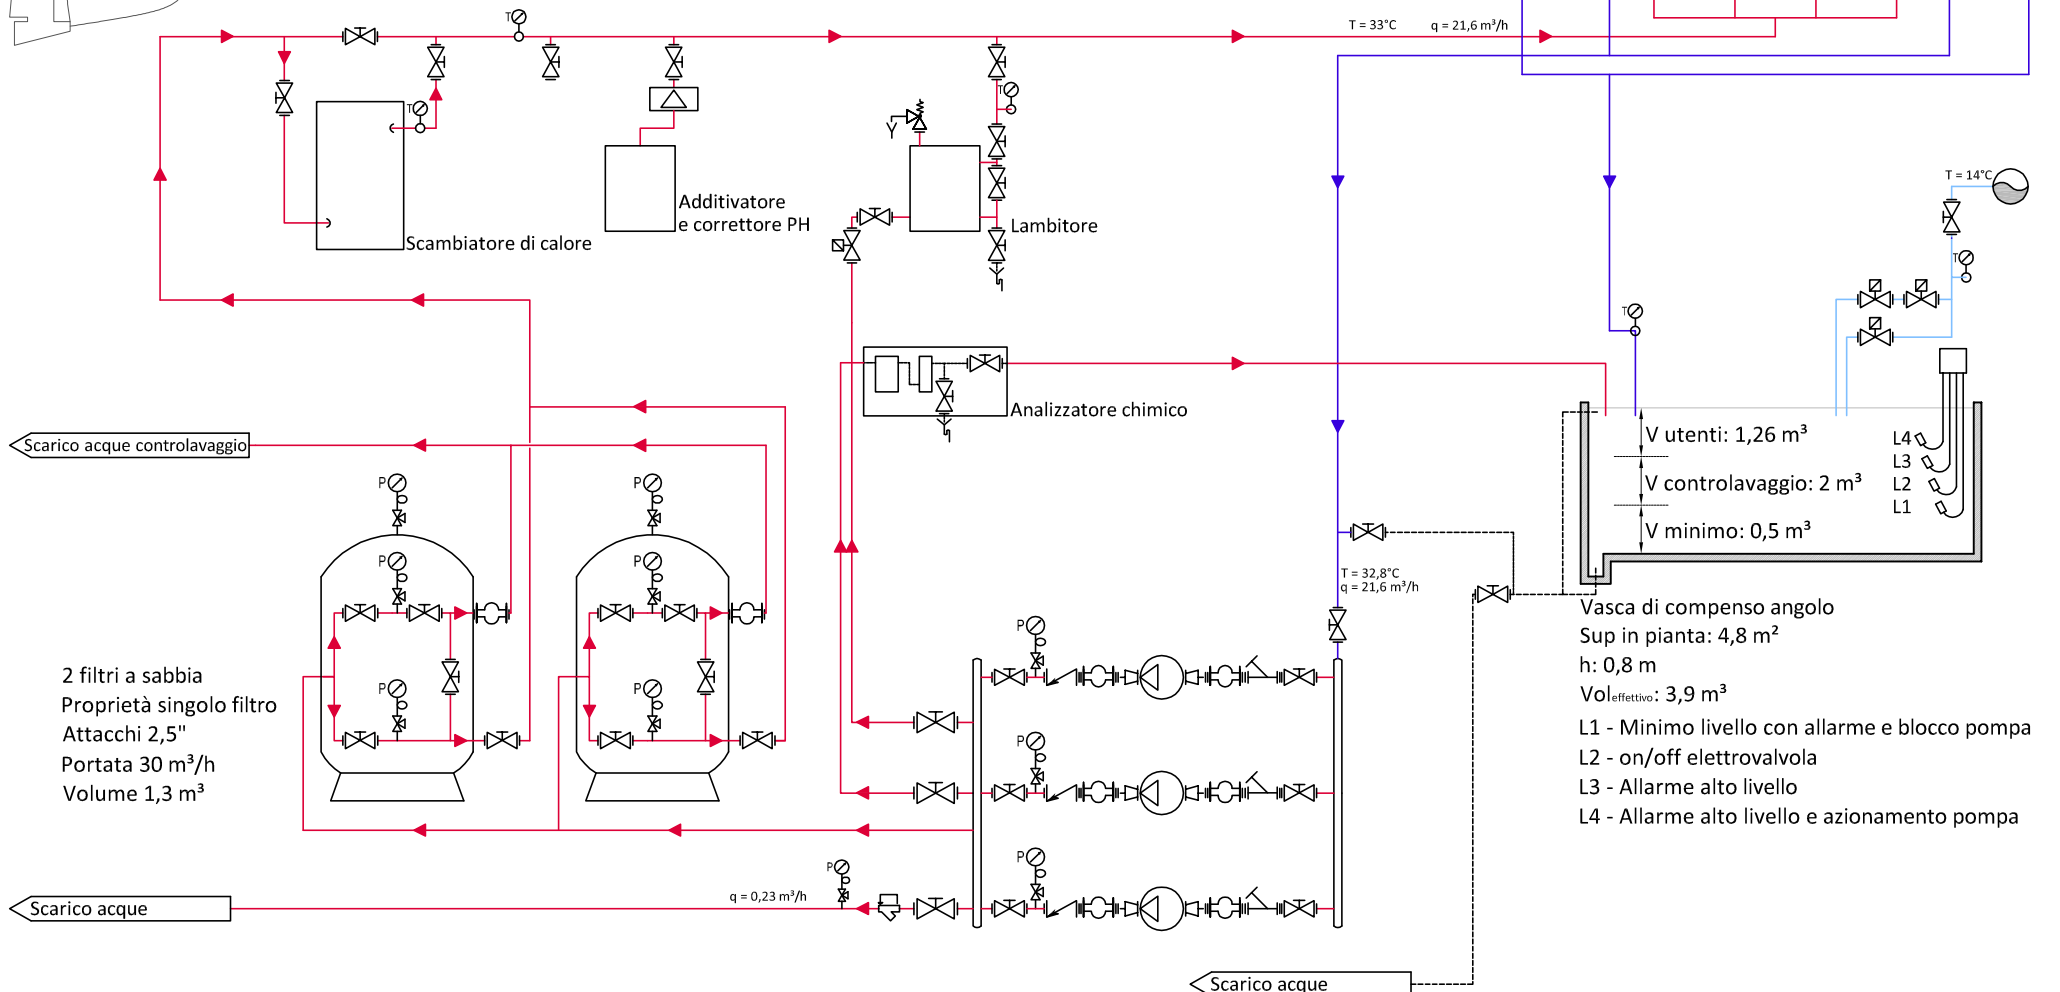 T
T = 33°C
q = 21,6 m³/h
T
T
T = 14°C
Additivatore
e correttore PH
Lambitore
Scambiatore di calore
T
T
Analizzatore chimico
Scarico acque controlavaggio
V utenti: 1,26 m³
L4
L3
V controlavaggio: 2 m³
L2
L1
V minimo: 0,5 m³
P
P
P
P
T = 32,8°C
q = 21,6 m³/h
Vasca di compenso angolo
Sup in pianta: 4,8 m²
h: 0,8 m
Vol effettivo: 3,9 m³
L1 - Minimo livello con allarme e blocco pompa
L2 - on/off elettrovalvola
L3 - Allarme alto livello
L4 - Allarme alto livello e azionamento pompa
P
2 filtri a sabbia
Proprietà singolo filtro
Attacchi 2,5"
Portata 30 m³/h
Volume 1,3 m³
P
P
P
P
P
q = 0,23 m³/h
Scarico acque
Scarico acque